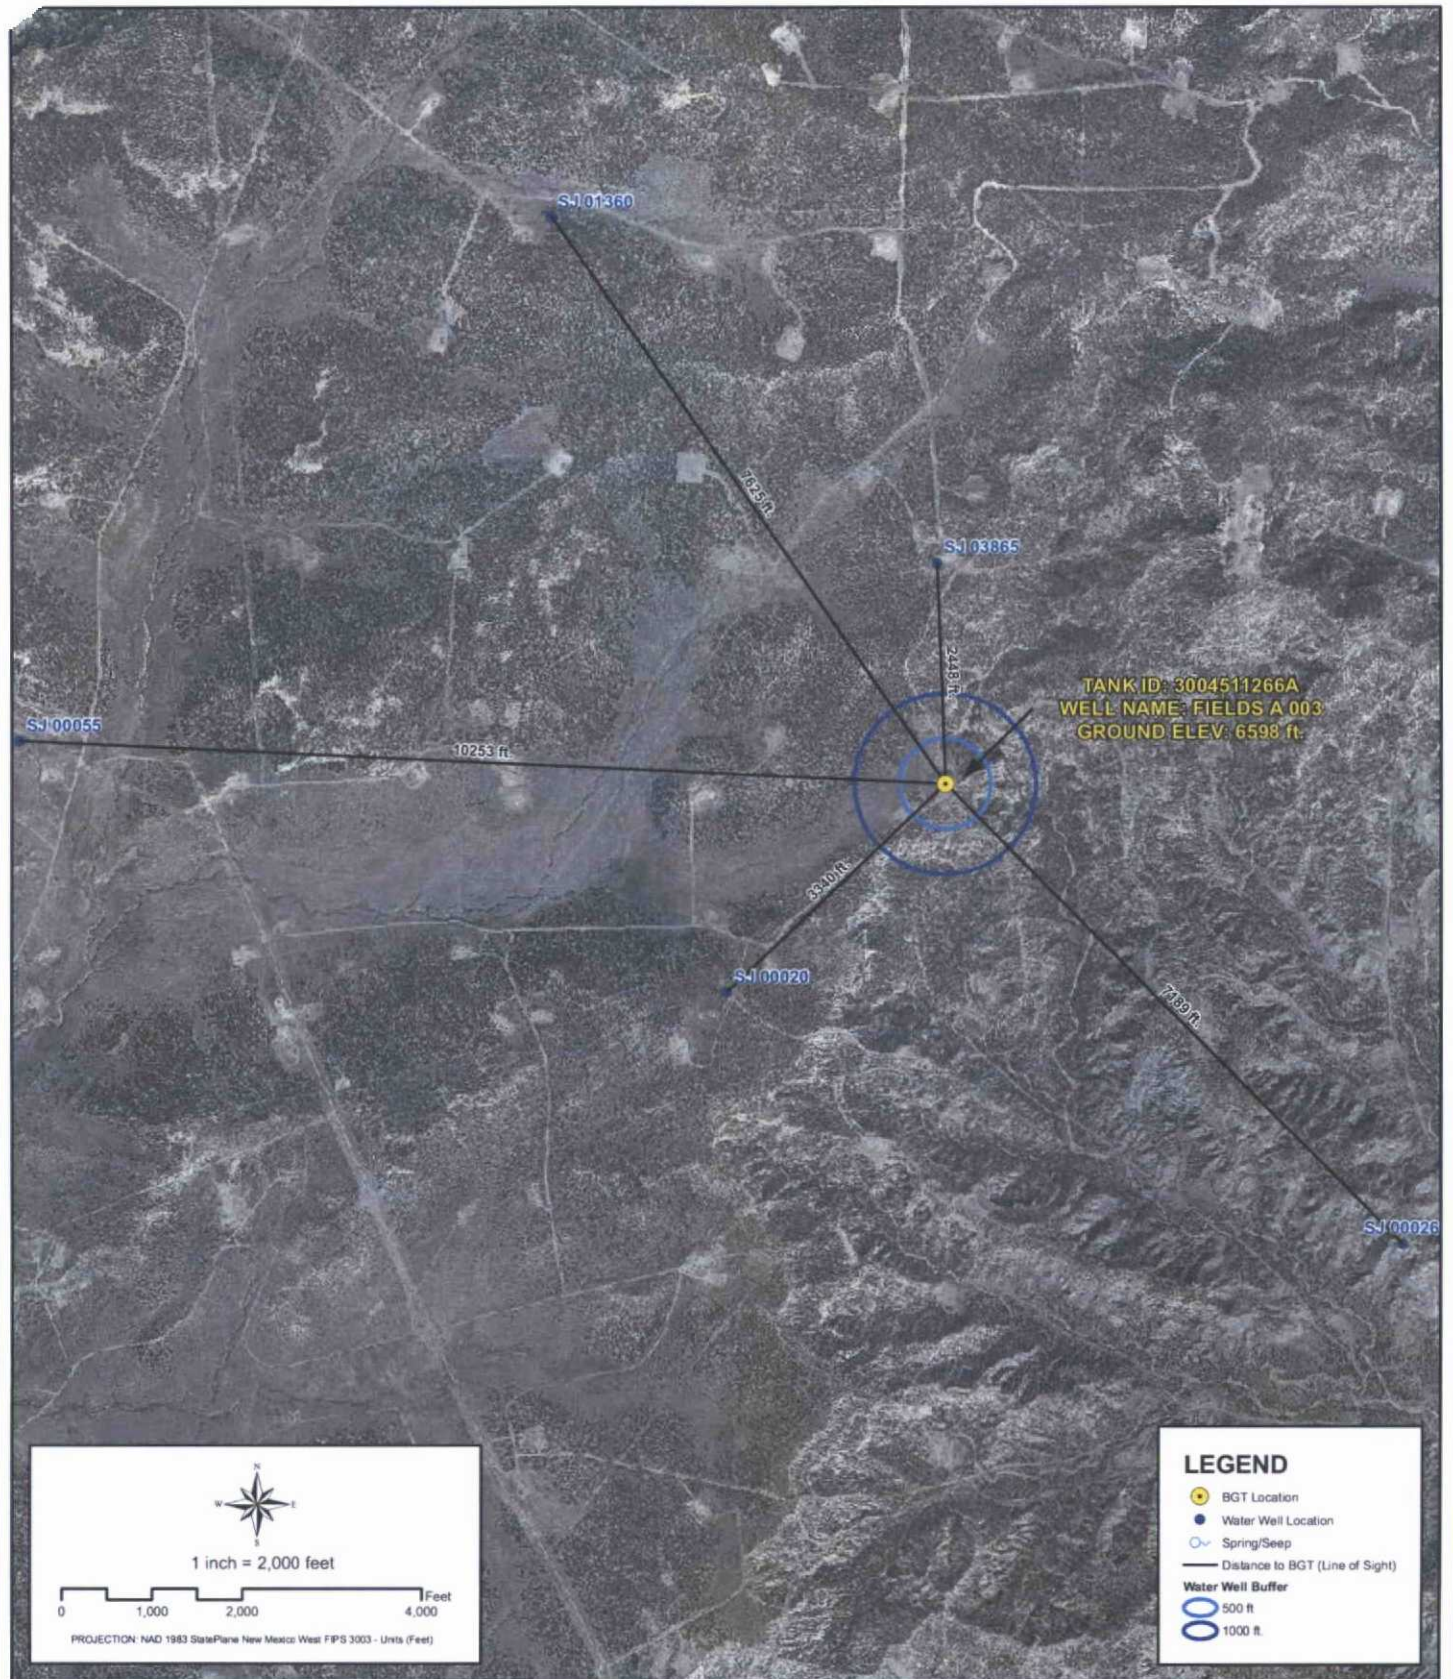 SJ 01360
7625 ft.
SJ 03865
2448 ft.
TANK ID: 3004511266A
WELL NAME: FIELDS A 003
GROUND ELEV: 6598 ft.
SJ 00055
10253 ft.
3340 ft.
SJ 00020
7189 ft.
SJ 00026
N
W E
S
1 inch = 2,000 feet
Feet
0 1,000 2,000 4,000
PROJECTION: NAD 1983 StatePlane New Mexico West FIPS 3003 - Units (Feet)
LEGEND
BGT Location
Water Well Location
Spring/Seep
Distance to BGT (Line of Sight)
Water Well Buffer
500 ft
1000 ft.